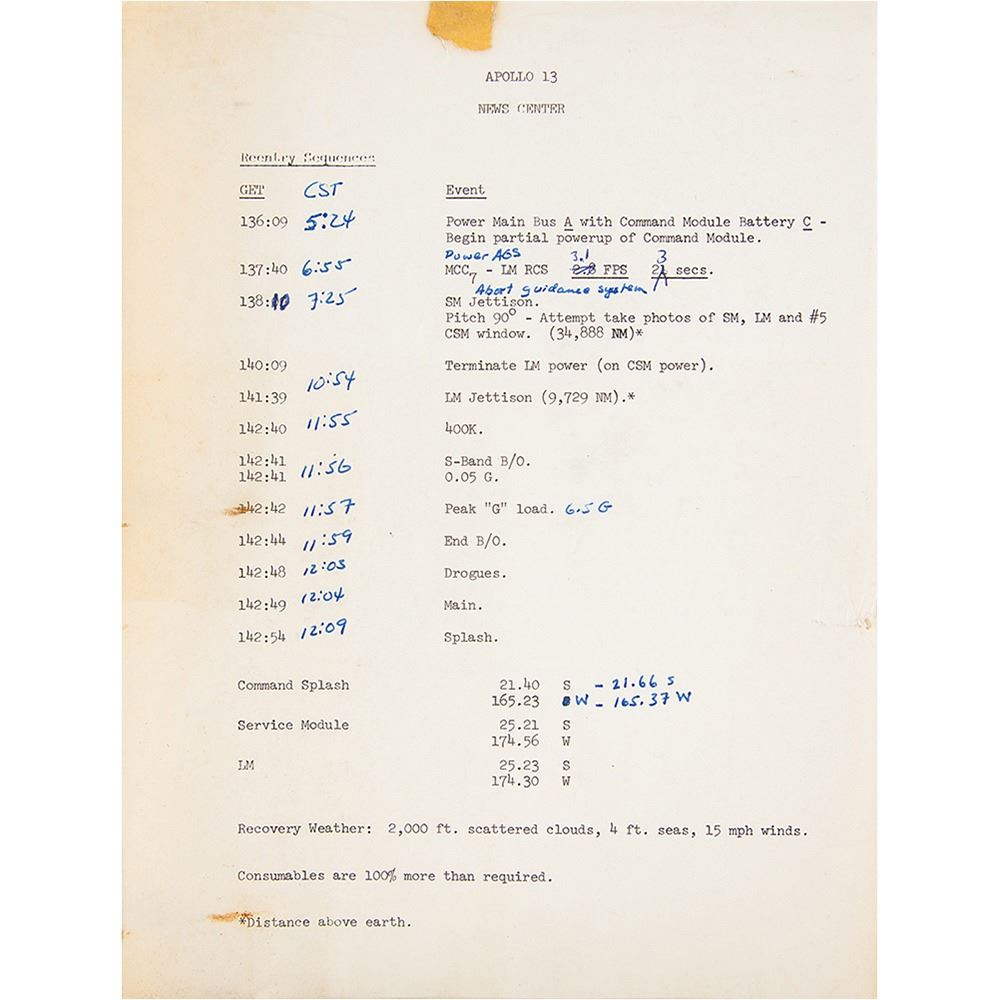 APOLLO 13
NEWS CENTER
Reentry Sequences
GET CST Event
136:09 5:24 Power Main Bus A with Command Module Battery C -
Begin partial powerup of Command Module.
Power AGS 3.1 3
137:40 6:55 MCC7 - LM RCS 2.8 FPS 21 secs.
Abort guidance system
138:10 7:25 SM Jettison.
Pitch 90° - Attempt take photos of SM, LM and #5
CSM window. (34,888 NM)*
140:09 Terminate LM power (on CSM power).
10:54
141:39 LM Jettison (9,729 NM).*
142:40 11:55 400K.
142:41 S-Band B/O.
142:41 11:56 0.05 G.
142:42 11:57 Peak "G" load. 6.5 G
142:44 11:59 End B/O.
142:48 12:03 Drogues.
142:49 12:04 Main.
142:54 12:09 Splash.
Command Splash 21.40 S - 21.66 S
165.23 W - 165.37 W
Service Module 25.21 S
174.56 W
LM 25.23 S
174.30 W
Recovery Weather: 2,000 ft. scattered clouds, 4 ft. seas, 15 mph winds.
Consumables are 100% more than required.
*Distance above earth.